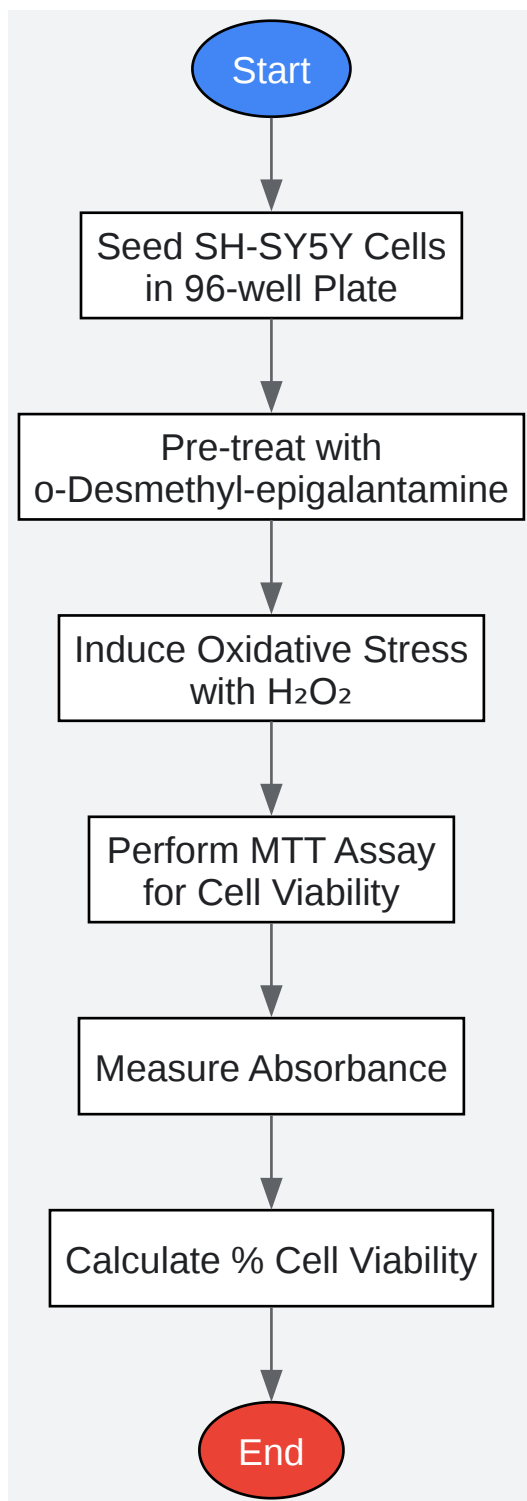 Start
Seed SH-SY5Y Cells
in 96-well Plate
Pre-treat with
o-Desmethyl-epigalantamine
Induce Oxidative Stress
with H₂O₂
Perform MTT Assay
for Cell Viability
Measure Absorbance
Calculate % Cell Viability
End